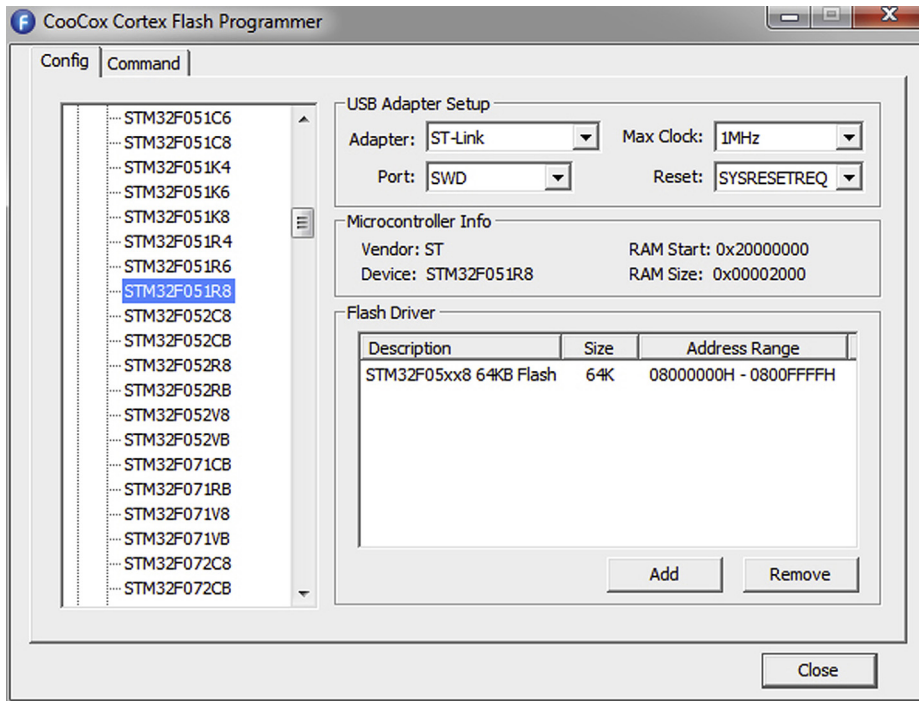 CooCox Cortex Flash Programmer
Config Command
STM32F051C6
STM32F051C8
STM32F051K4
STM32F051K6
STM32F051K8
STM32F051R4
STM32F051R6
STM32F051R8
STM32F052C8
STM32F052CB
STM32F052R8
STM32F052RB
STM32F052V8
STM32F052VB
STM32F071CB
STM32F071RB
STM32F071V8
STM32F071VB
STM32F072C8
STM32F072CB
USB Adapter Setup
Adapter: ST-Link Max Clock: 1MHz
Port: SWD Reset: SYSRESETREQ
Microcontroller Info
Vendor: ST RAM Start: 0x20000000
Device: STM32F051R8 RAM Size: 0x00002000
Flash Driver
Description Size Address Range
STM32F05xx8 64KB Flash 64K 08000000H - 0800FFFFH
Add Remove
Close